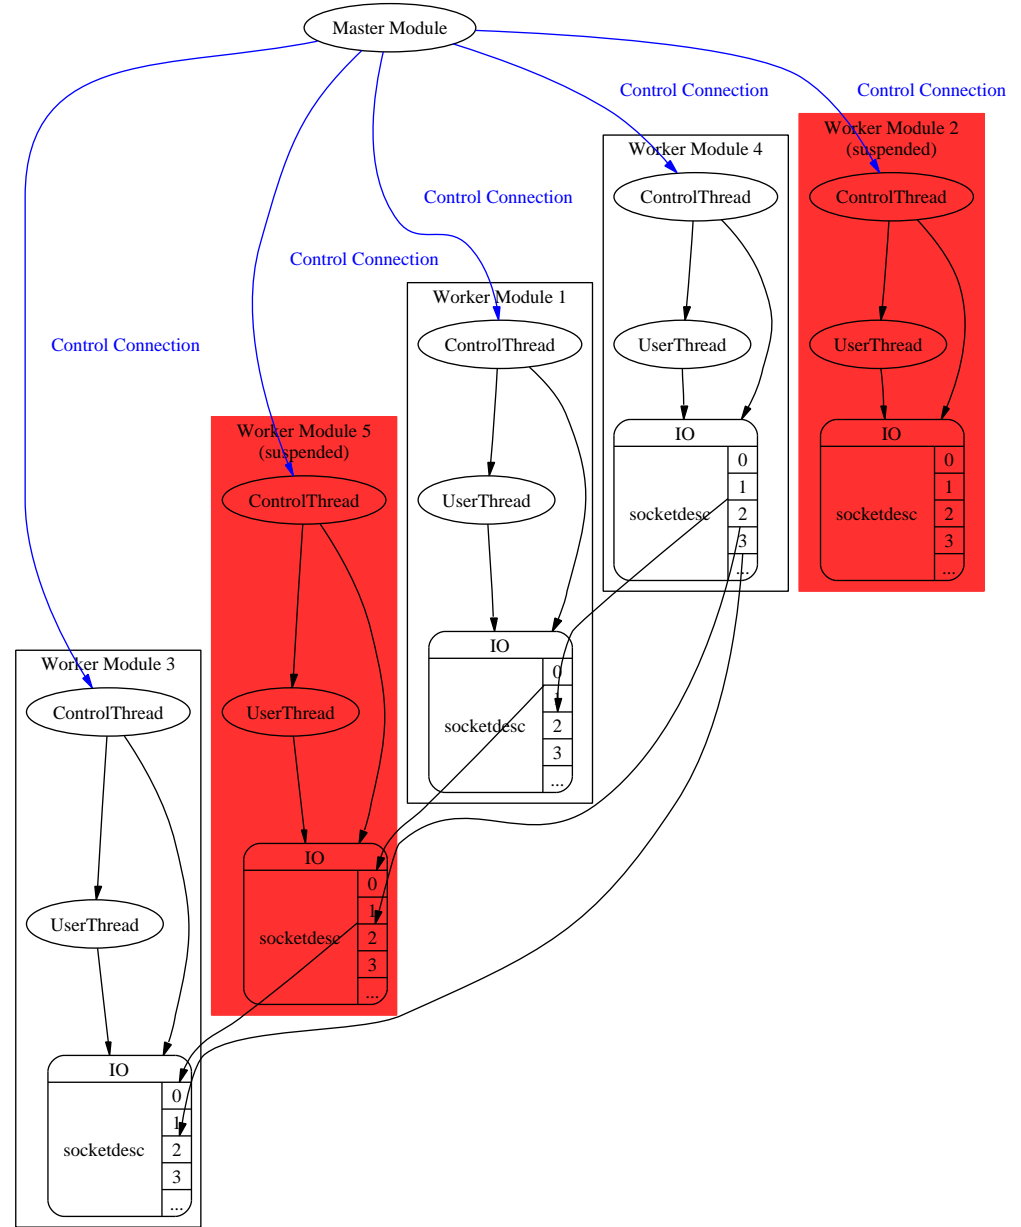 Master Module
Control Connection
Control Connection
Control Connection
Control Connection
Control Connection
Worker Module 4
ControlThread
UserThread
IO
socketdesc
0
1
2
3
...
Worker Module 2
(suspended)
ControlThread
UserThread
IO
socketdesc
0
1
2
3
...
Worker Module 1
ControlThread
UserThread
IO
socketdesc
0
1
2
3
...
Worker Module 5
(suspended)
ControlThread
UserThread
IO
socketdesc
0
1
2
3
...
Worker Module 3
ControlThread
UserThread
IO
socketdesc
0
1
2
3
...